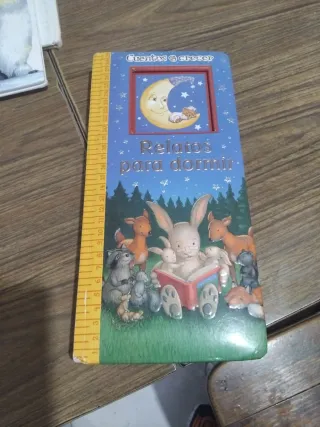 Cuentos a crecer
Relatos
para dormir